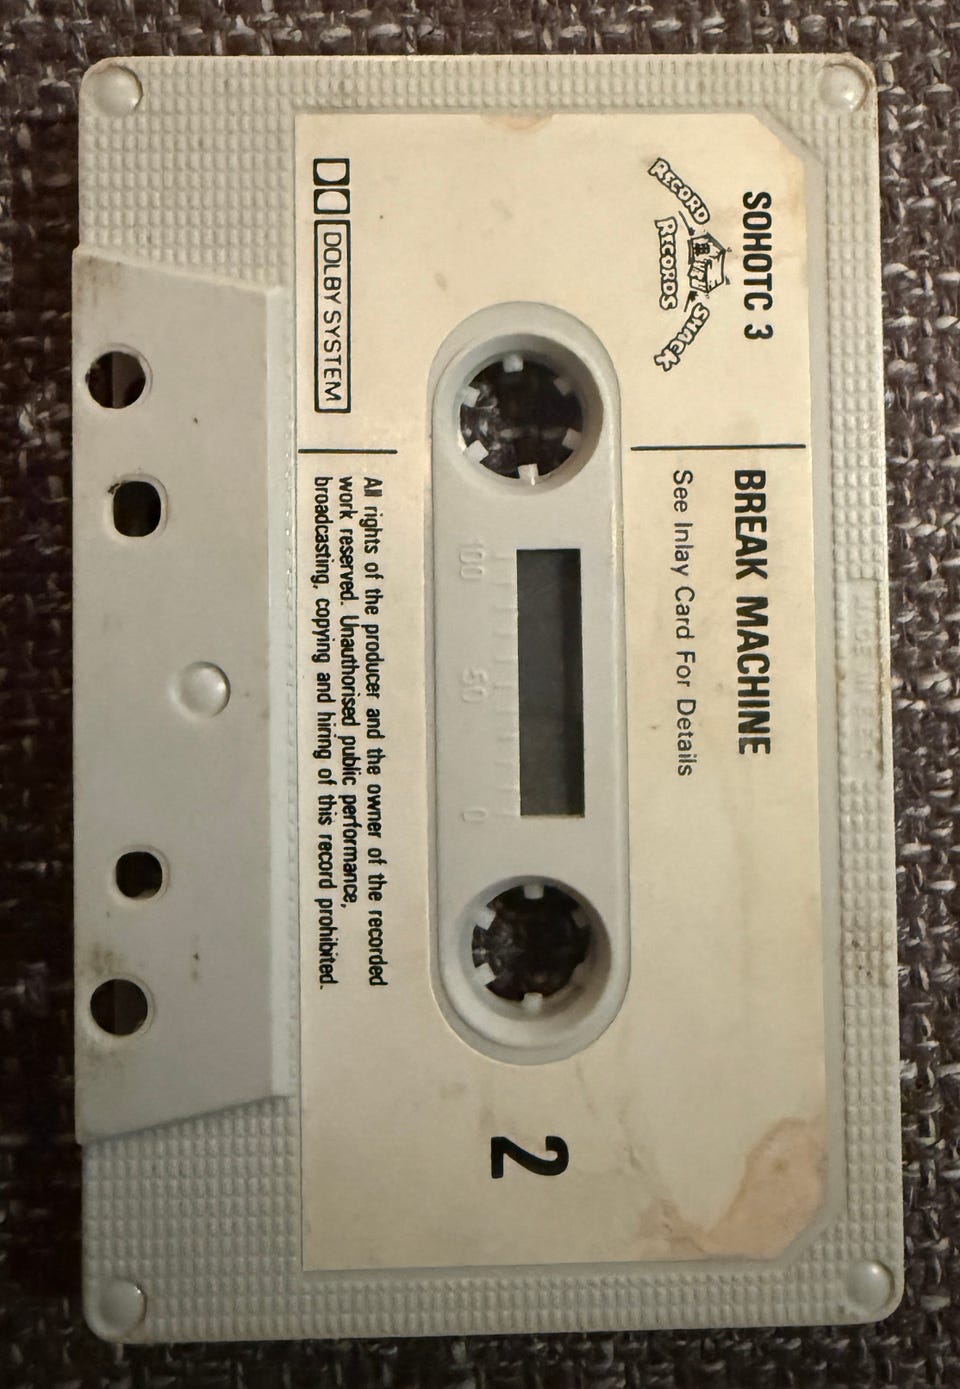 SOHOTC 3
BREAK MACHINE
RECORD SHACK
RECORDS
See Inlay Card For Details
100 50 0
2
DOLBY SYSTEM
All rights of the producer and the owner of the recorded
work reserved. Unauthorised public performance,
broadcasting, copying and hiring of this record prohibited.